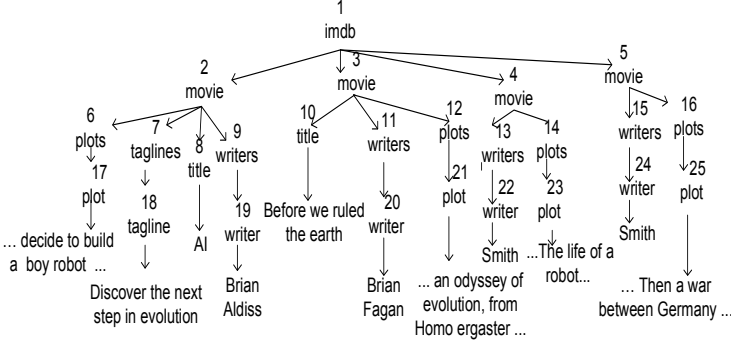 1
imdb
2
movie
3
movie
4
movie
5
movie
6
plots
7
taglines
8
title
9
writers
10
title
11
writers
12
plots
13
writers
14
plots
15
writers
16
plots
17
plot
18
tagline
19
writer
20
writer
21
plot
22
writer
23
plot
24
writer
25
plot
... decide to build
a boy robot ...
Discover the next
step in evolution
AI
Brian
Aldiss
Before we ruled
the earth
Brian
Fagan
... an odyssey of
evolution, from
Homo ergaster ...
Smith
...The life of a
robot...
Smith
... Then a war
between Germany ...